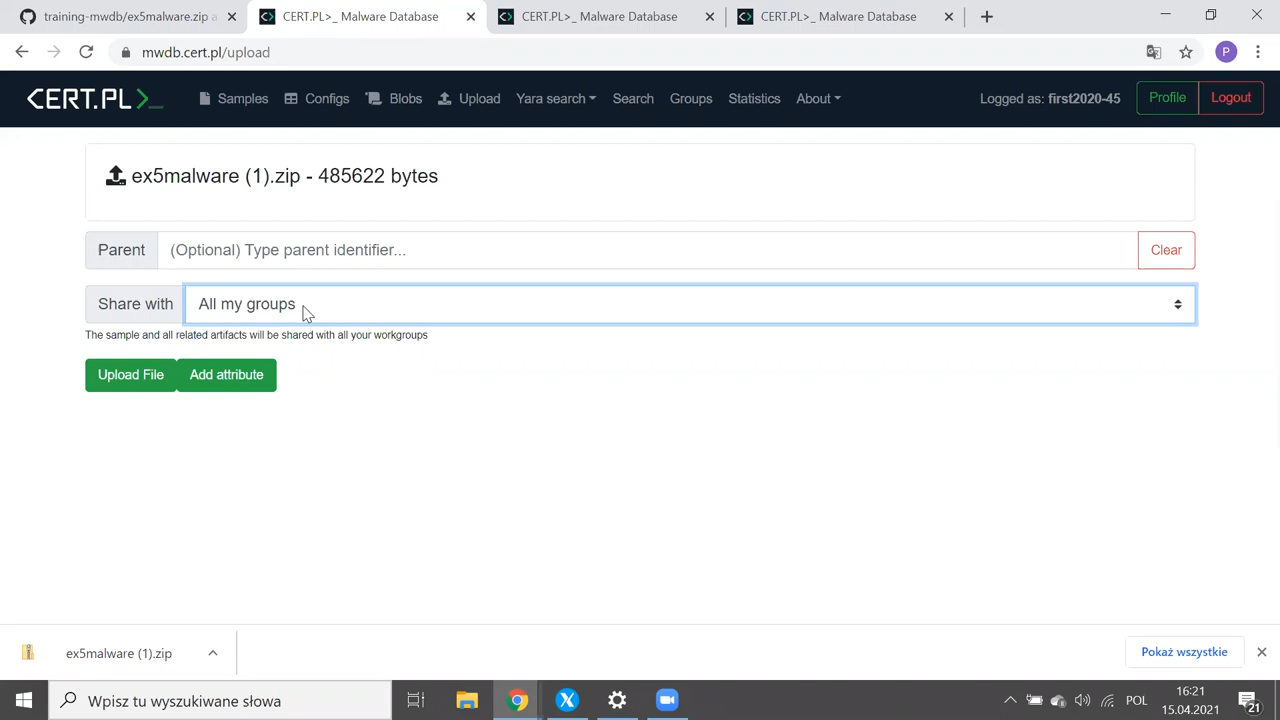 training-mwdb/ex5malware.zip a
CERT.PL>_ Malware Database
CERT.PL>_ Malware Database
CERT.PL>_ Malware Database
mwdb.cert.pl/upload
P
CERT.PL>_
Samples
Configs
Blobs
Upload
Yara search
Search
Groups
Statistics
About
Logged as: first2020-45
Profile
Logout
ex5malware (1).zip - 485622 bytes
Parent
(Optional) Type parent identifier...
Clear
Share with
All my groups
The sample and all related artifacts will be shared with all your workgroups
Upload File
Add attribute
ex5malware (1).zip
Pokaż wszystkie
Wpisz tu wyszukiwane słowa
POL
16:21
15.04.2021
21